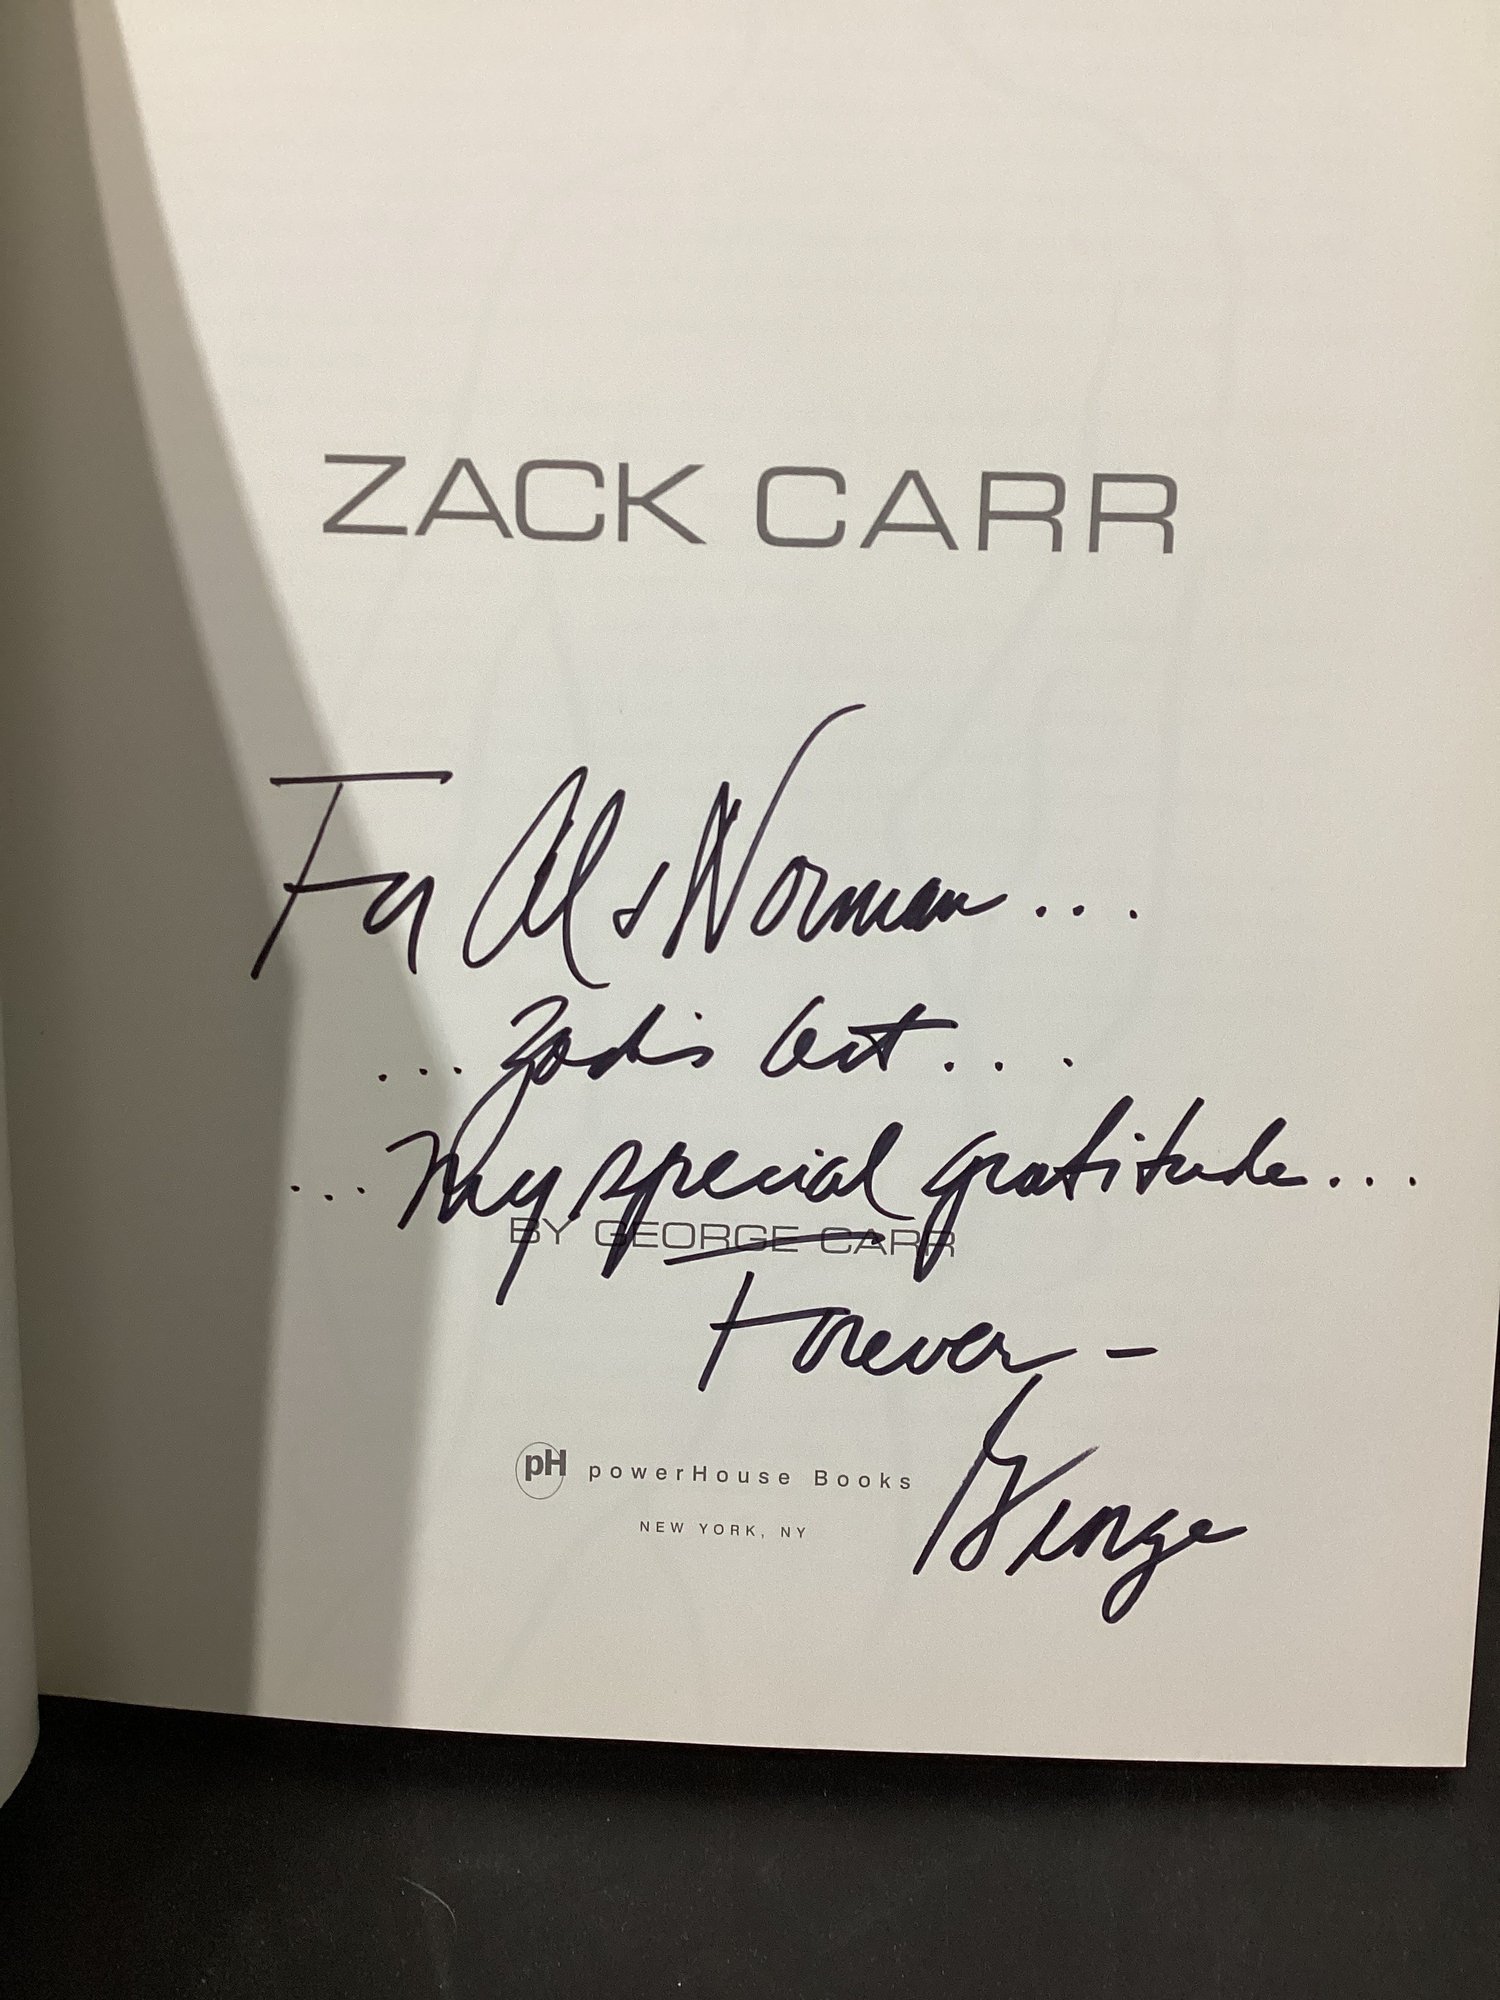 ZACK CARR
For Al & Norman....
... Zack's art...
...My special gratitude...
BY GEORGE CARR
Forever -
George
pH powerHouse Books
NEW YORK, NY